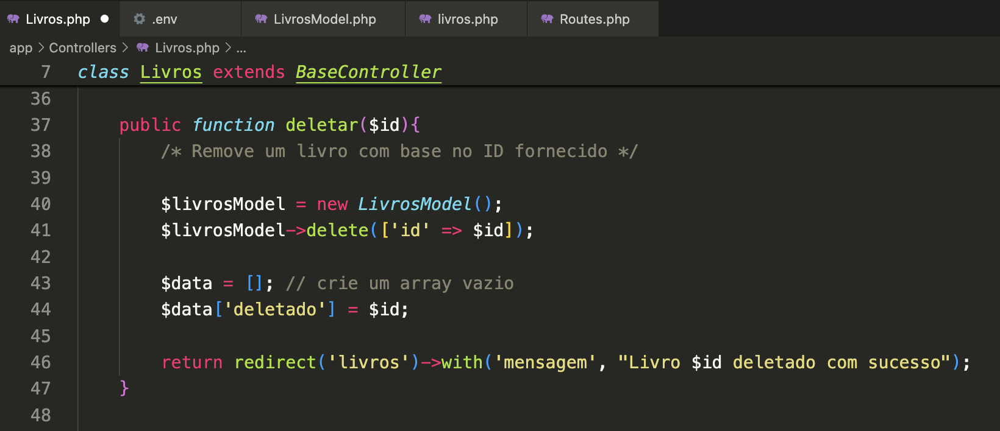 Livros.php .env LivrosModel.php livros.php Routes.php
app > Controllers > Livros.php > ...
7 class Livros extends BaseController
36
37 public function deletar($id){
38 /* Remove um livro com base no ID fornecido */
39
40 $livrosModel = new LivrosModel();
41 $livrosModel->delete(['id' => $id]);
42
43 $data = []; // crie um array vazio
44 $data['deletado'] = $id;
45
46 return redirect('livros')->with('mensagem', "Livro $id deletado com sucesso");
47 }
48